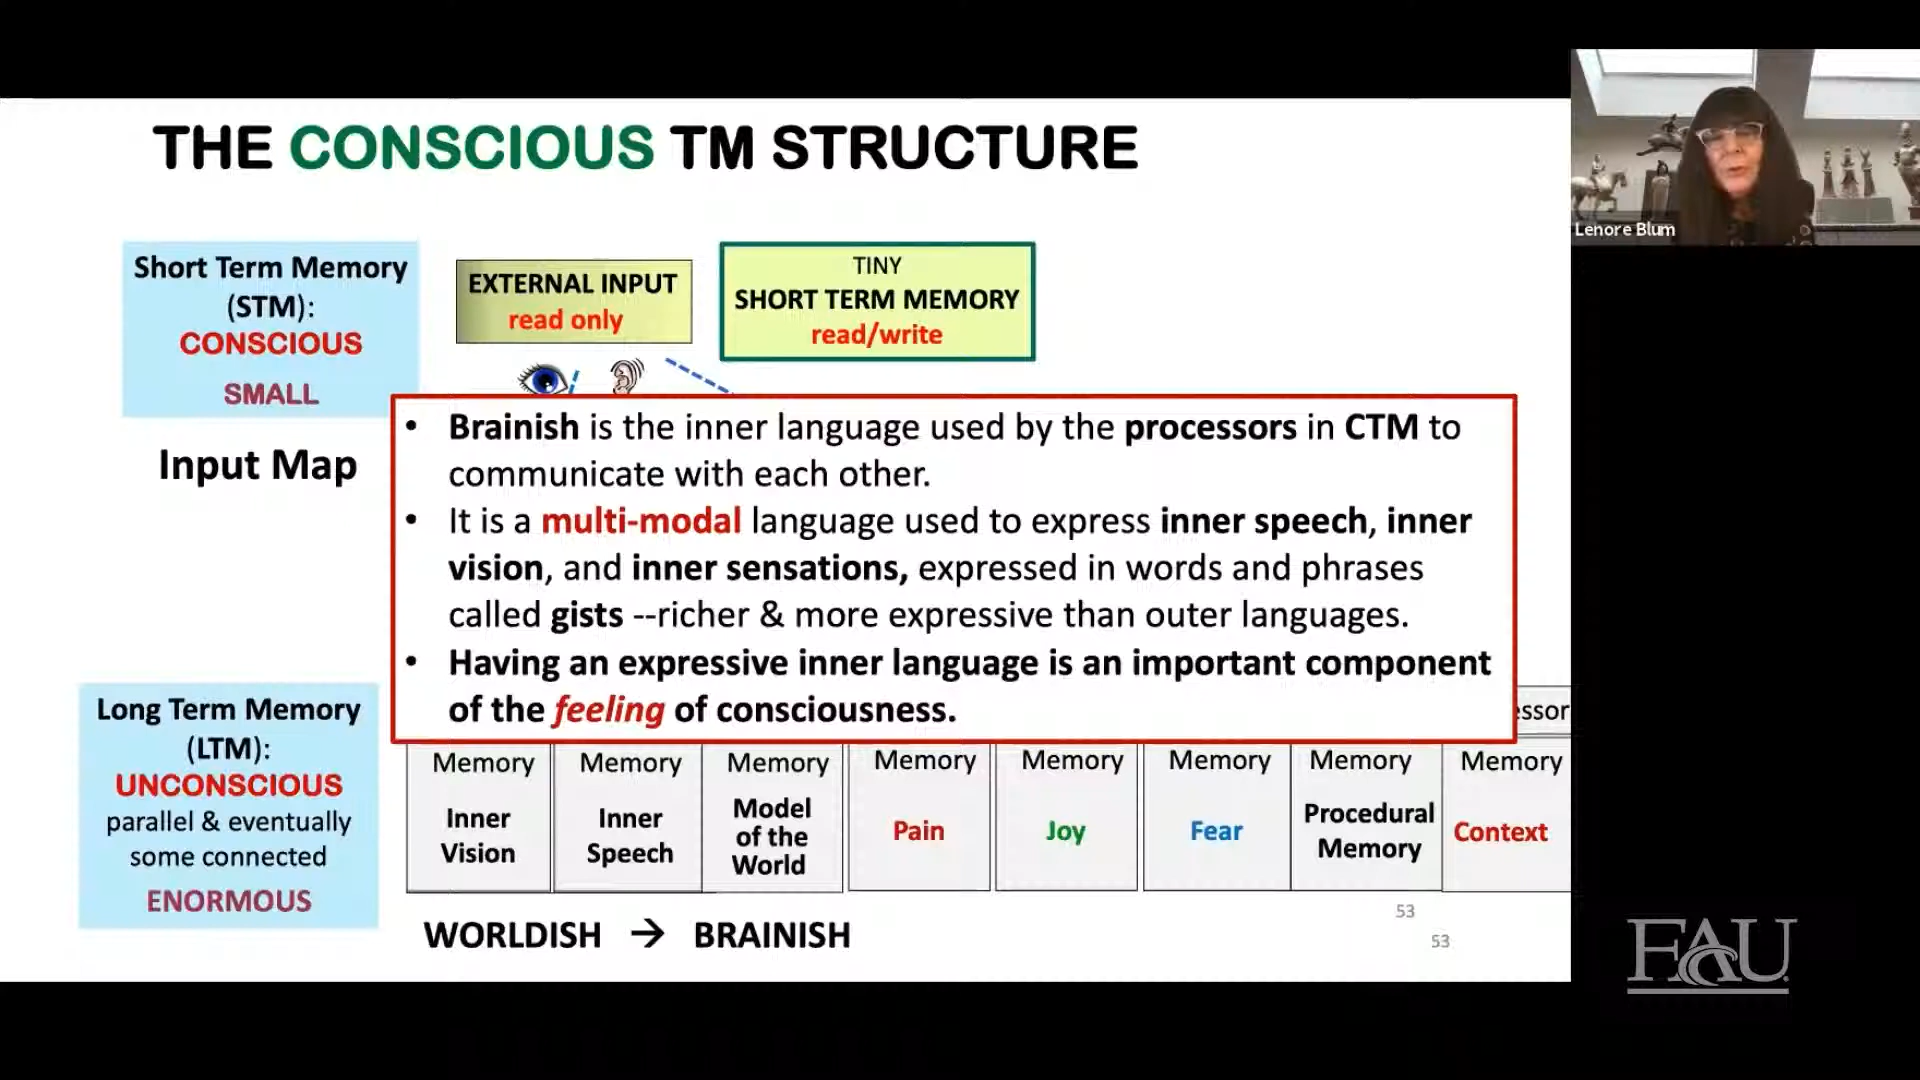 THE CONSCIOUS TM STRUCTURE
Lenore Blum
Short Term Memory
(STM):
CONSCIOUS
SMALL
EXTERNAL INPUT
read only
TINY
SHORT TERM MEMORY
read/write
Input Map
• Brainish is the inner language used by the processors in CTM to
communicate with each other.
• It is a multi-modal language used to express inner speech, inner
vision, and inner sensations, expressed in words and phrases
called gists --richer & more expressive than outer languages.
• Having an expressive inner language is an important component
of the feeling of consciousness.
Long Term Memory
(LTM):
UNCONSCIOUS
parallel & eventually
some connected
ENORMOUS
essor
Memory Memory Memory Memory Memory Memory Memory Memory
Inner
Vision
Inner
Speech
Model
of the
World
Pain
Joy
Fear
Procedural
Memory
Context
WORLDISH → BRAINISH
53
53
FAU